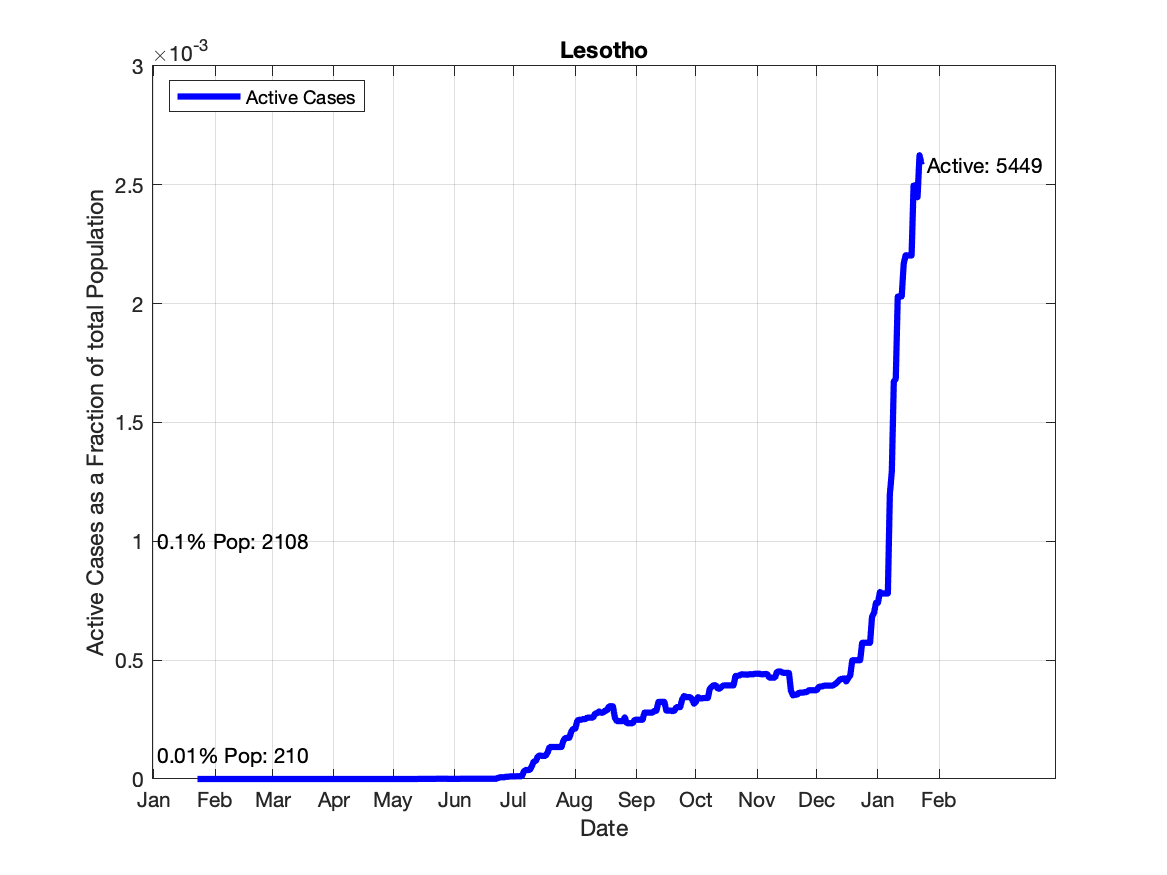 Lesotho
×10-3
3
Active Cases
Active: 5449
2.5
2
1.5
1
0.1% Pop: 2108
0.5
0.01% Pop: 210
0
Jan Feb Mar Apr May Jun Jul Aug Sep Oct Nov Dec Jan Feb
Date
Active Cases as a Fraction of total Population